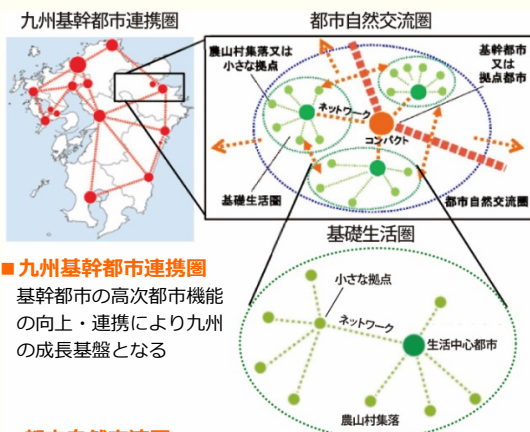 九州基幹都市連携圏
都市自然交流圏
農山村集落又は
小さな拠点
基幹都市
又は
拠点都市
ネットワーク
コンパクト
基礎生活圏
都市自然交流圏
基礎生活圏
小さな拠点
ネットワーク
生活中心都市
農山村集落
■九州基幹都市連携圏
基幹都市の高次都市機能
の向上・連携により九州
の成長基盤となる